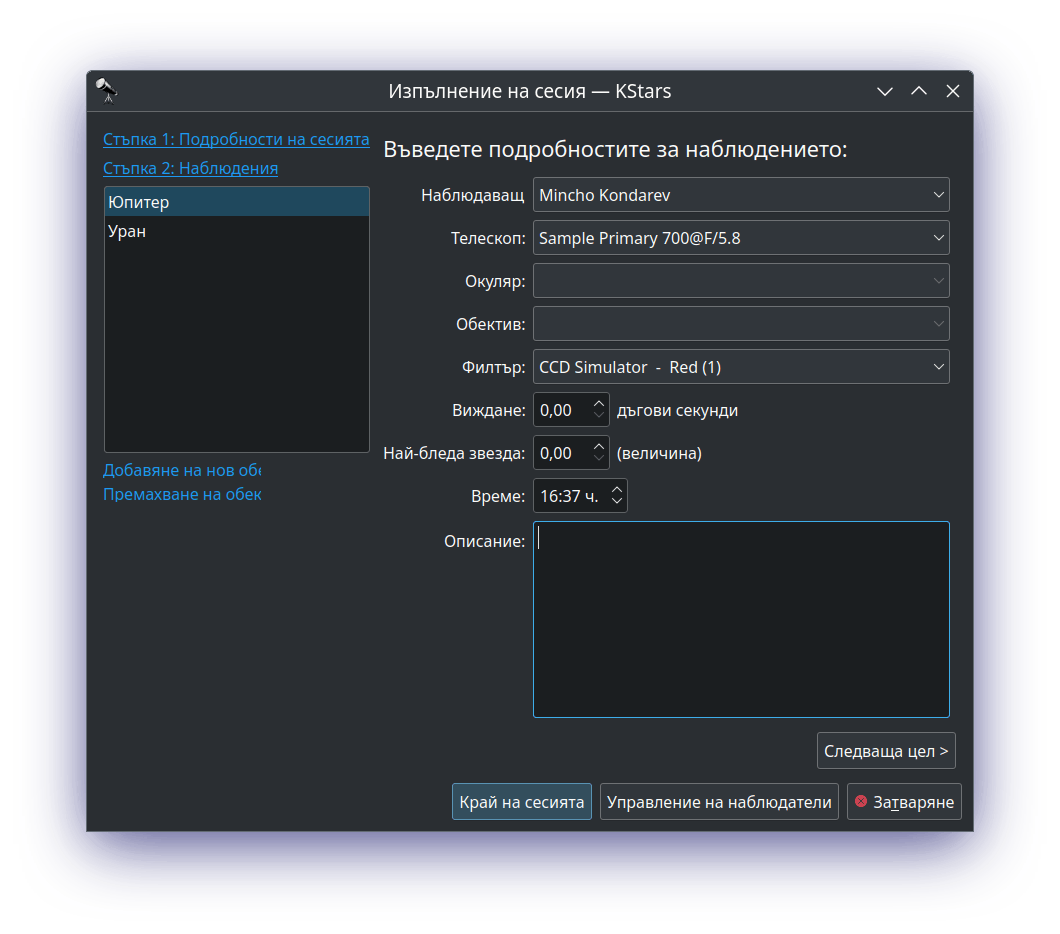 Изпълнение на сесия — KStars
Стъпка 1: Подробности на сесията
Стъпка 2: Наблюдения
Юпитер
Уран
Добавяне на нов обе
Премахване на обек
Въведете подробностите за наблюдението:
Наблюдаващ Mincho Kondarev
Телескоп: Sample Primary 700@F/5.8
Окуляр:
Обектив:
Филтър: CCD Simulator - Red (1)
Виждане: 0,00 дъгови секунди
Най-бледа звезда: 0,00 (величина)
Време: 16:37 ч.
Описание:
Следваща цел >
Край на сесията Управление на наблюдатели Затваряне